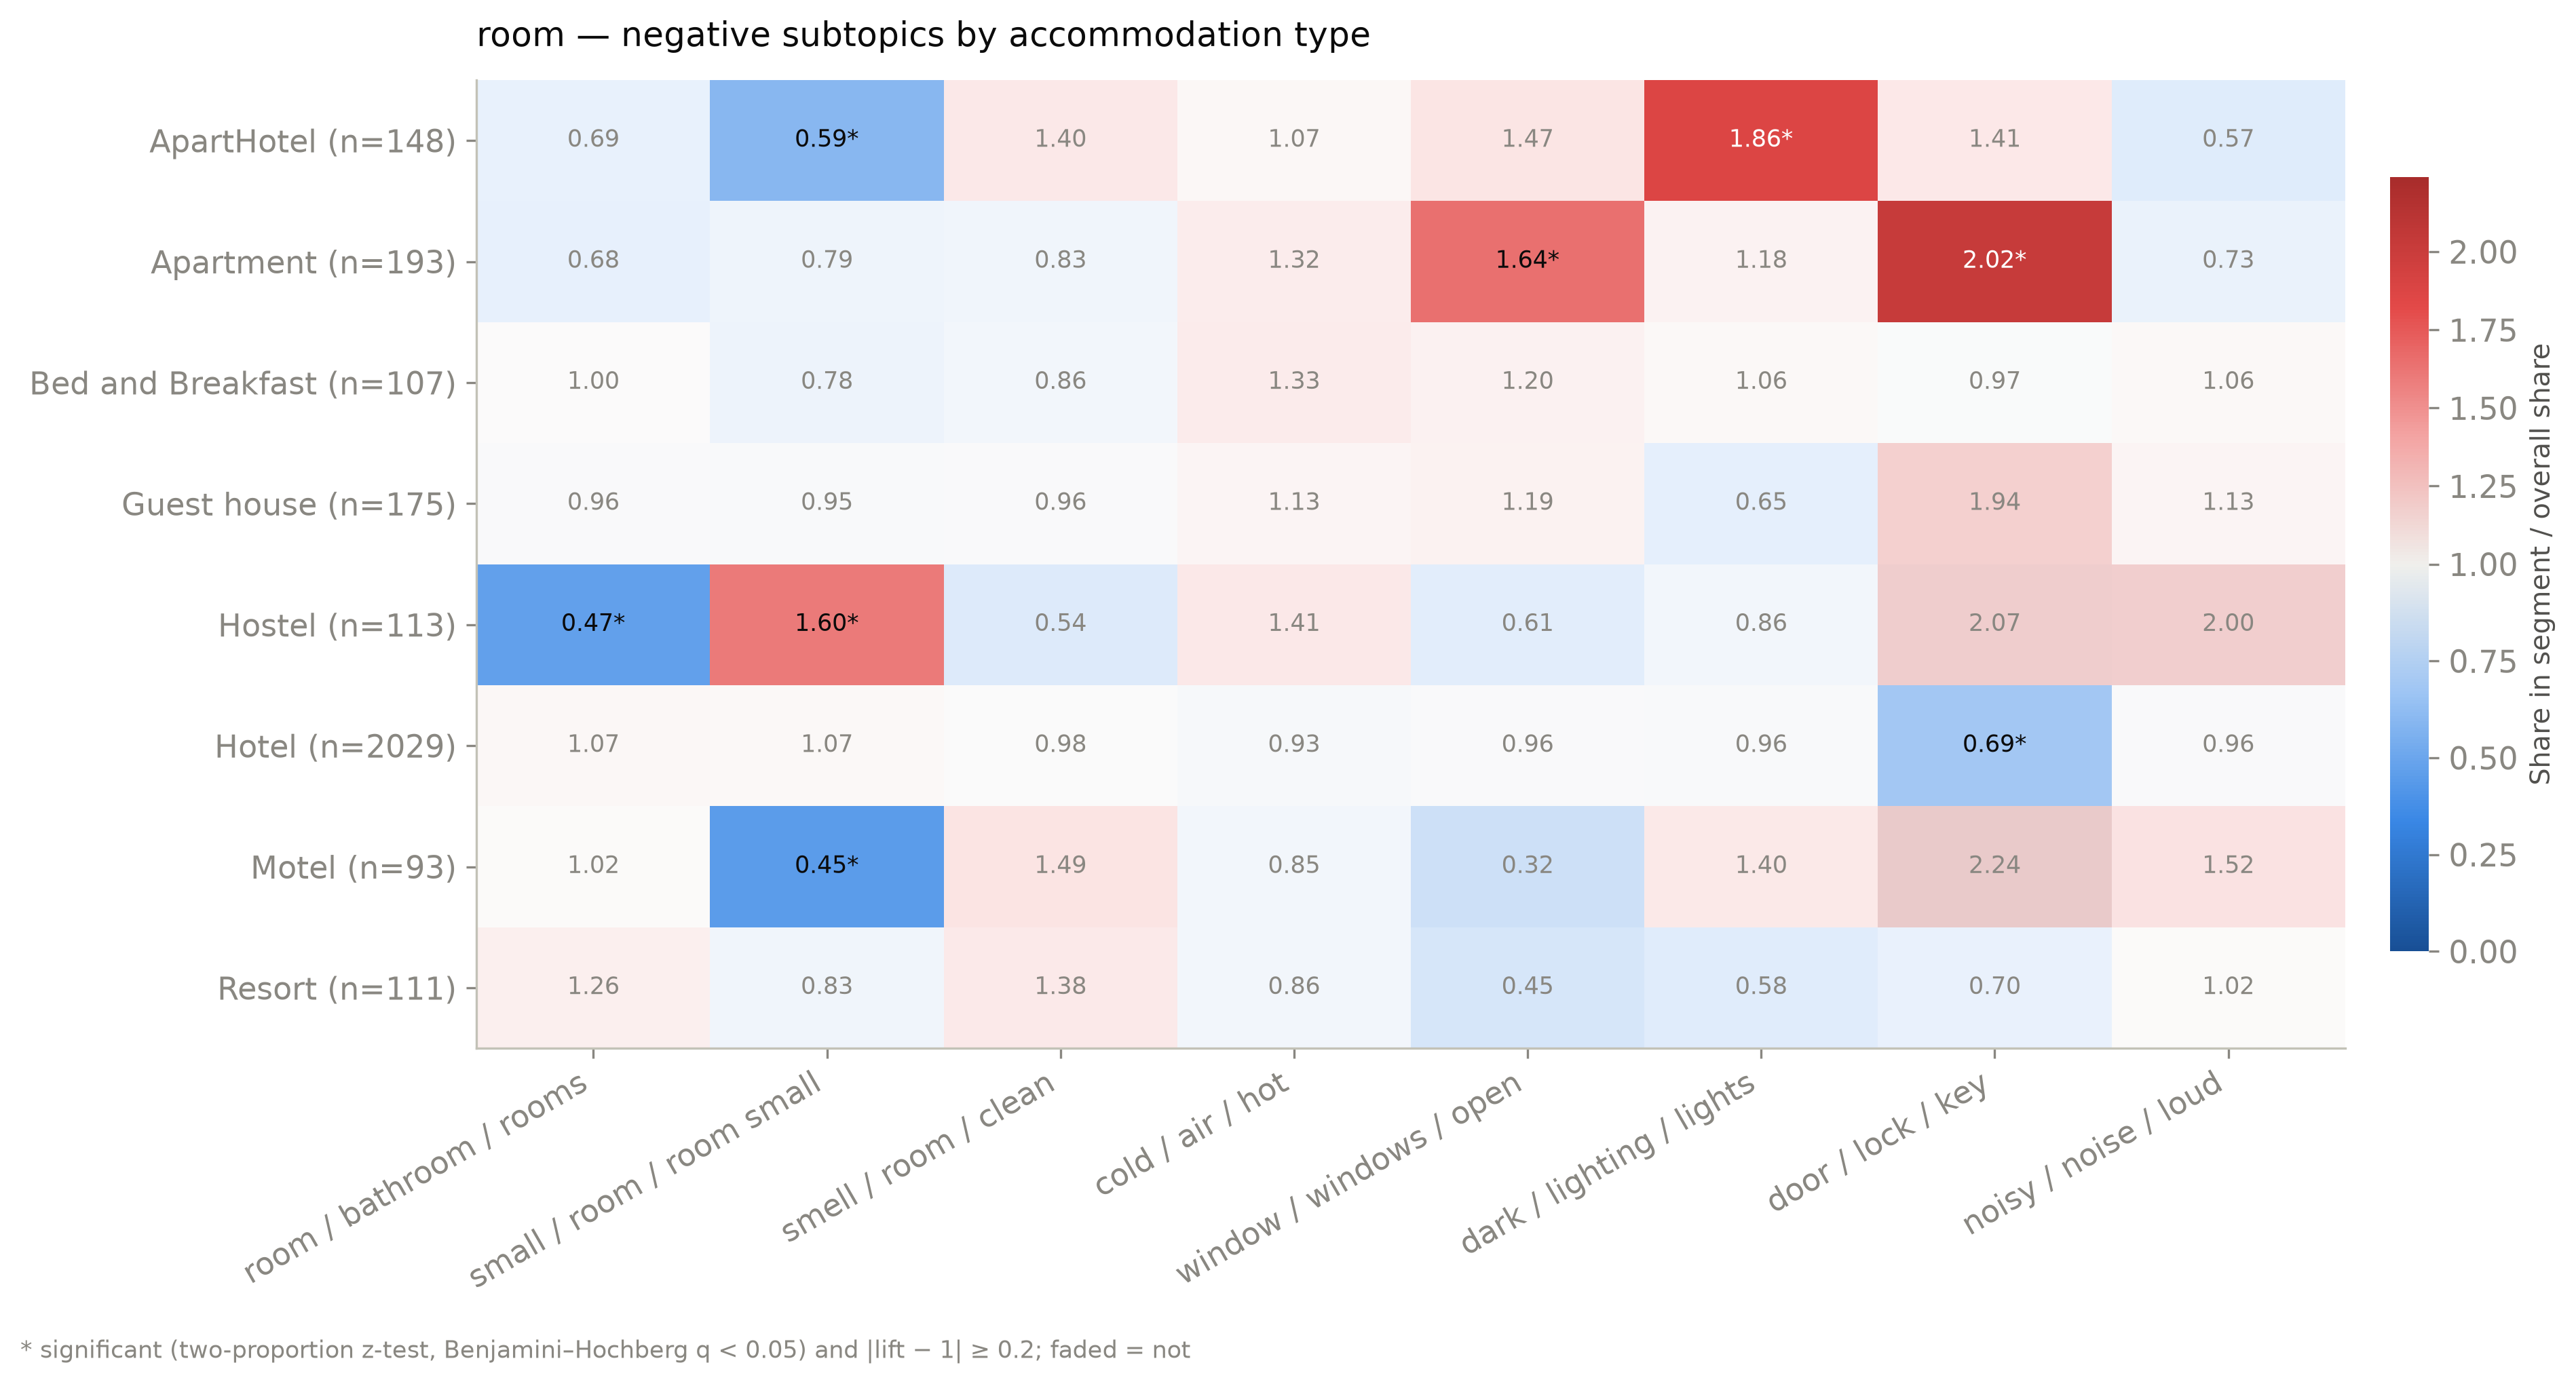 room — negative subtopics by accommodation type
ApartHotel (n=148) 0.69 0.59* 1.40 1.07 1.47 1.86* 1.41 0.57
Apartment (n=193) 0.68 0.79 0.83 1.32 1.64* 1.18 2.02* 0.73
Bed and Breakfast (n=107) 1.00 0.78 0.86 1.33 1.20 1.06 0.97 1.06
Guest house (n=175) 0.96 0.95 0.96 1.13 1.19 0.65 1.94 1.13
Hostel (n=113) 0.47* 1.60* 0.54 1.41 0.61 0.86 2.07 2.00
Hotel (n=2029) 1.07 1.07 0.98 0.93 0.96 0.96 0.69* 0.96
Motel (n=93) 1.02 0.45* 1.49 0.85 0.32 1.40 2.24 1.52
Resort (n=111) 1.26 0.83 1.38 0.86 0.45 0.58 0.70 1.02
room / bathroom / rooms
small / room / room small
smell / room / clean
cold / air / hot
window / windows / open
dark / lighting / lights
door / lock / key
noisy / noise / loud
2.00
1.75
1.50
1.25
1.00
0.75
0.50
0.25
0.00
Share in segment / overall share
* significant (two-proportion z-test, Benjamini–Hochberg q < 0.05) and |lift − 1| ≥ 0.2; faded = not